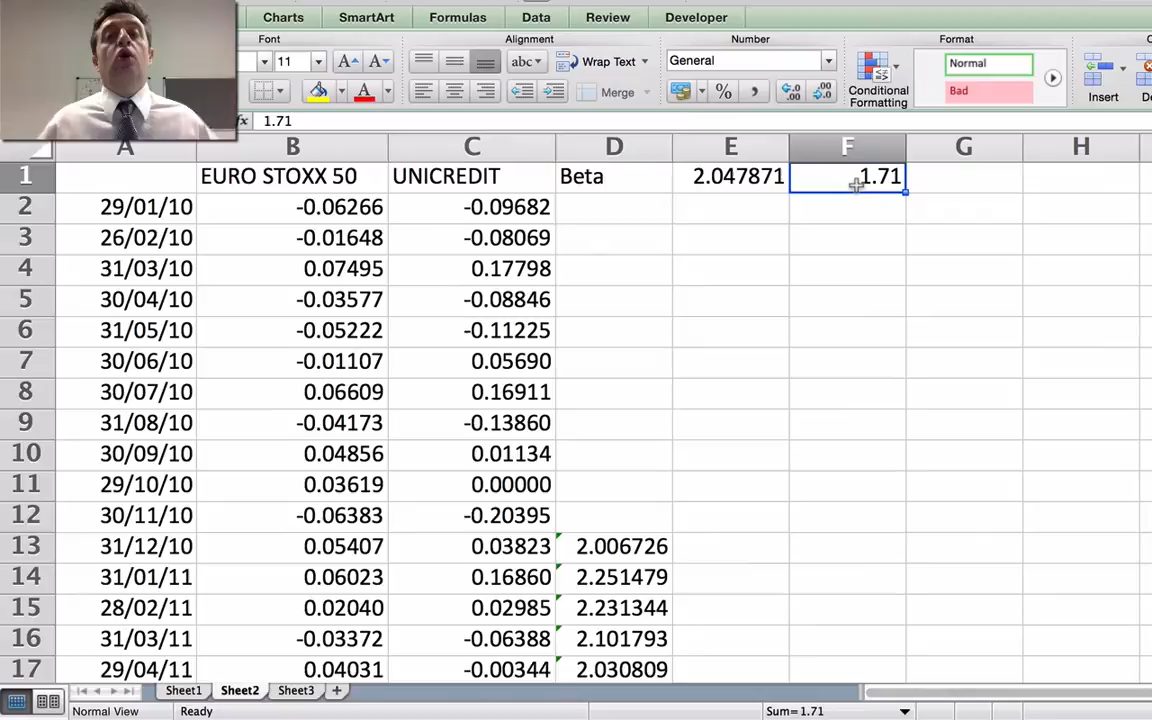 Charts SmartArt Formulas Data Review Developer
Font Alignment Number Format
11 A A abc Wrap Text General Normal
A Merge % , .00 .0 Conditional Formatting Bad Insert
1.71
A B C D E F G H
1 EURO STOXX 50 UNICREDIT Beta 2.047871 1.71
2 29/01/10 -0.06266 -0.09682
3 26/02/10 -0.01648 -0.08069
4 31/03/10 0.07495 0.17798
5 30/04/10 -0.03577 -0.08846
6 31/05/10 -0.05222 -0.11225
7 30/06/10 -0.01107 0.05690
8 30/07/10 0.06609 0.16911
9 31/08/10 -0.04173 -0.13860
10 30/09/10 0.04856 0.01134
11 29/10/10 0.03619 0.00000
12 30/11/10 -0.06383 -0.20395
13 31/12/10 0.05407 0.03823 2.006726
14 31/01/11 0.06023 0.16860 2.251479
15 28/02/11 0.02040 0.02985 2.231344
16 31/03/11 -0.03372 -0.06388 2.101793
17 29/04/11 0.04031 -0.00344 2.030809
Sheet1 Sheet2 Sheet3 +
Normal View Ready Sum=1.71